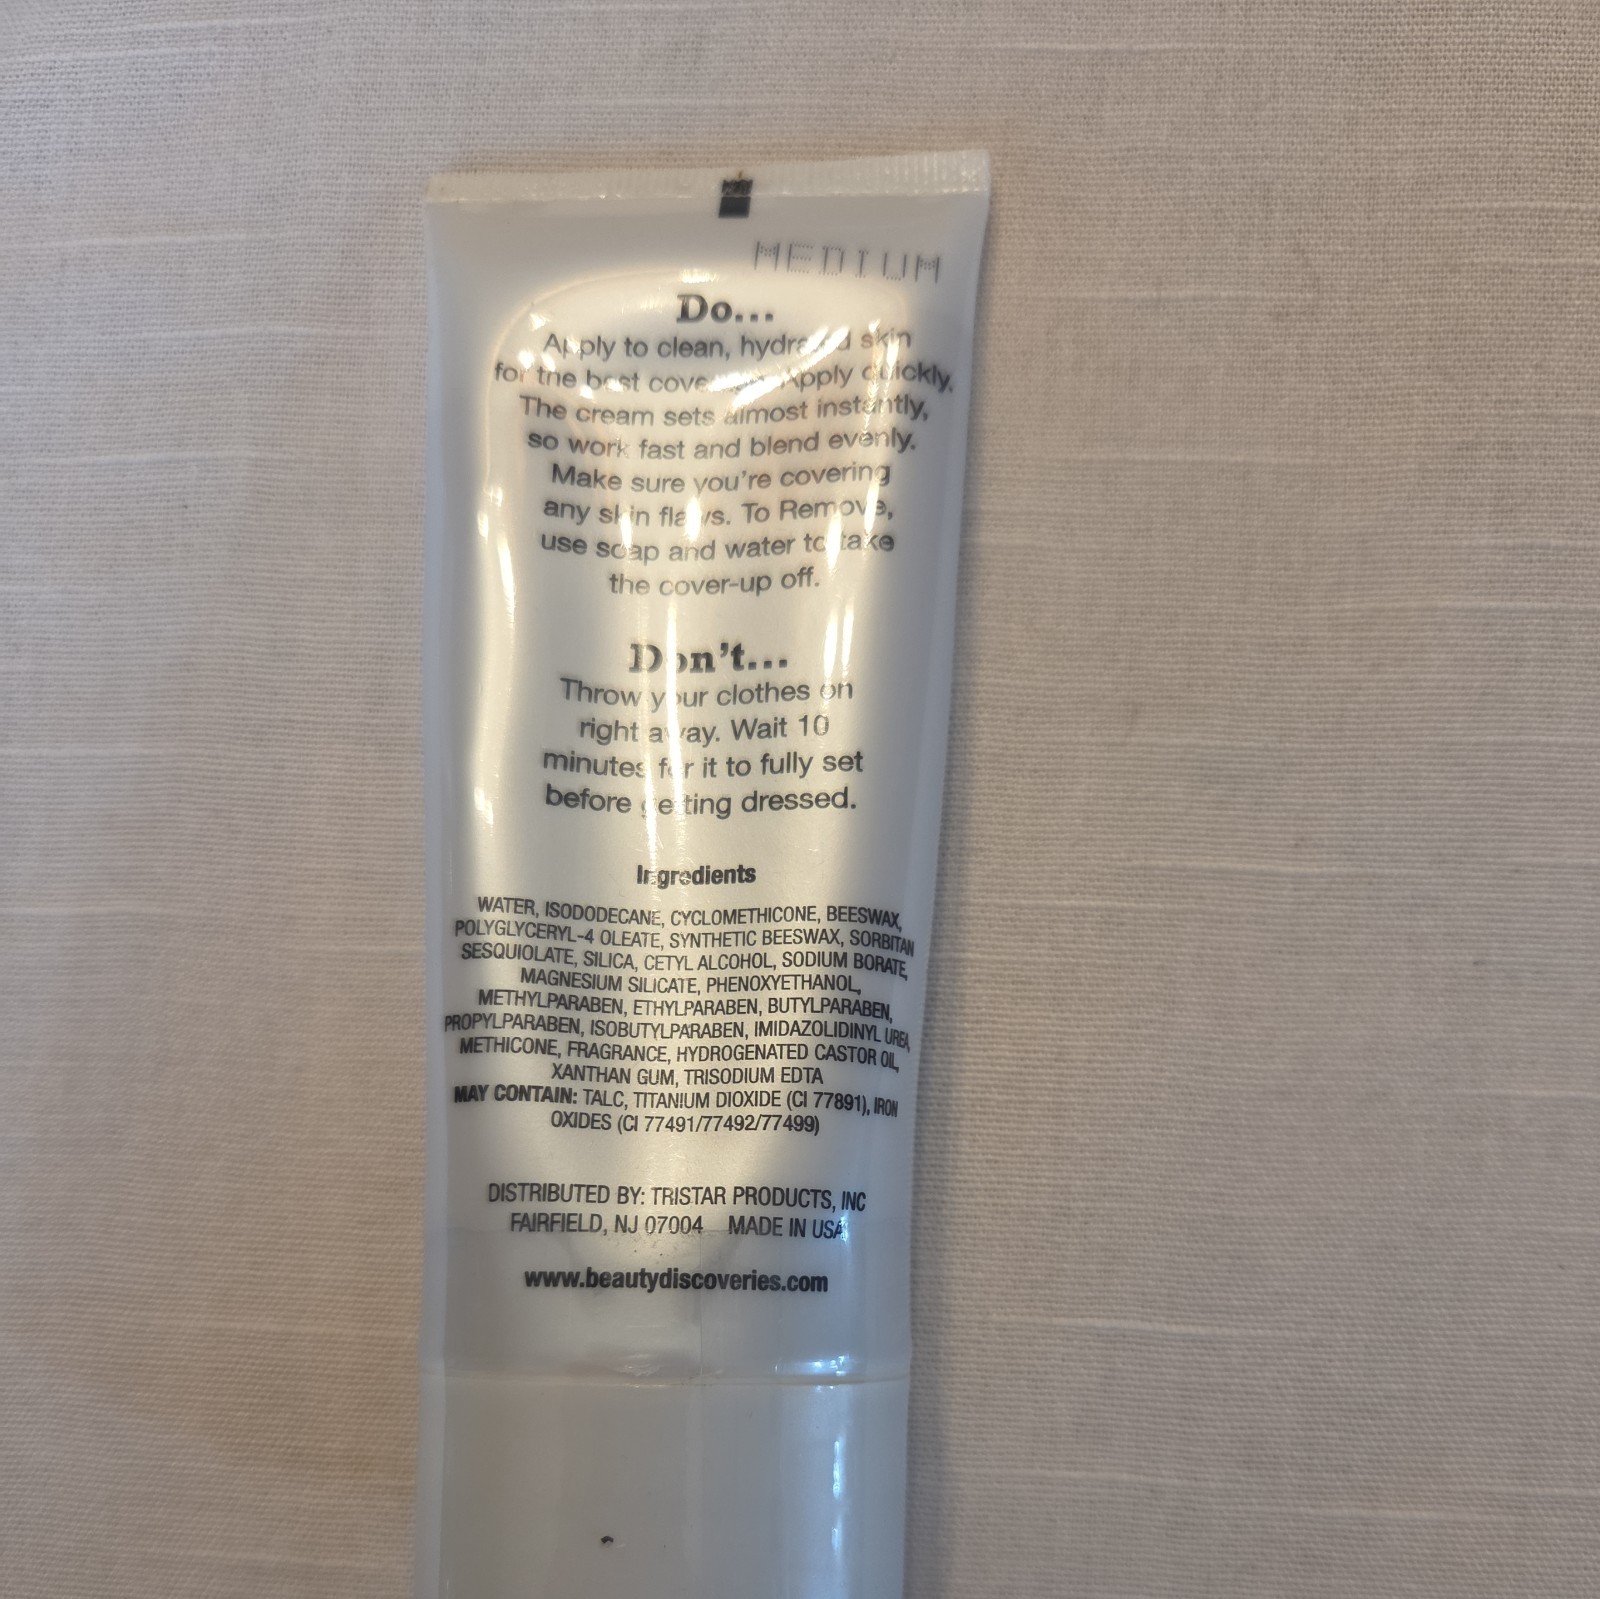 MEDIUM
Do...
Apply to clean, hydrated skin
for the best coverage. Apply quickly.
The cream sets almost instantly,
so work fast and blend evenly.
Make sure you're covering
any skin flaws. To Remove,
use soap and water to take
the cover-up off.
Don't...
Throw your clothes on
right away. Wait 10
minutes for it to fully set
before getting dressed.
Ingredients
WATER, ISODODECANE, CYCLOMETHICONE, BEESWAX,
POLYGLYCERYL-4 OLEATE, SYNTHETIC BEESWAX, SORBITAN
SESQUIOLATE, SILICA, CETYL ALCOHOL, SODIUM BORATE,
MAGNESIUM SILICATE, PHENOXYETHANOL,
METHYLPARABEN, ETHYLPARABEN, BUTYLPARABEN,
PROPYLPARABEN, ISOBUTYLPARABEN, IMIDAZOLIDINYL UREA,
METHICONE, FRAGRANCE, HYDROGENATED CASTOR OIL,
XANTHAN GUM, TRISODIUM EDTA
MAY CONTAIN: TALC, TITANIUM DIOXIDE (CI 77891), IRON
OXIDES (CI 77491/77492/77499)
DISTRIBUTED BY: TRISTAR PRODUCTS, INC
FAIRFIELD, NJ 07004 MADE IN USA
www.beautydiscoveries.com